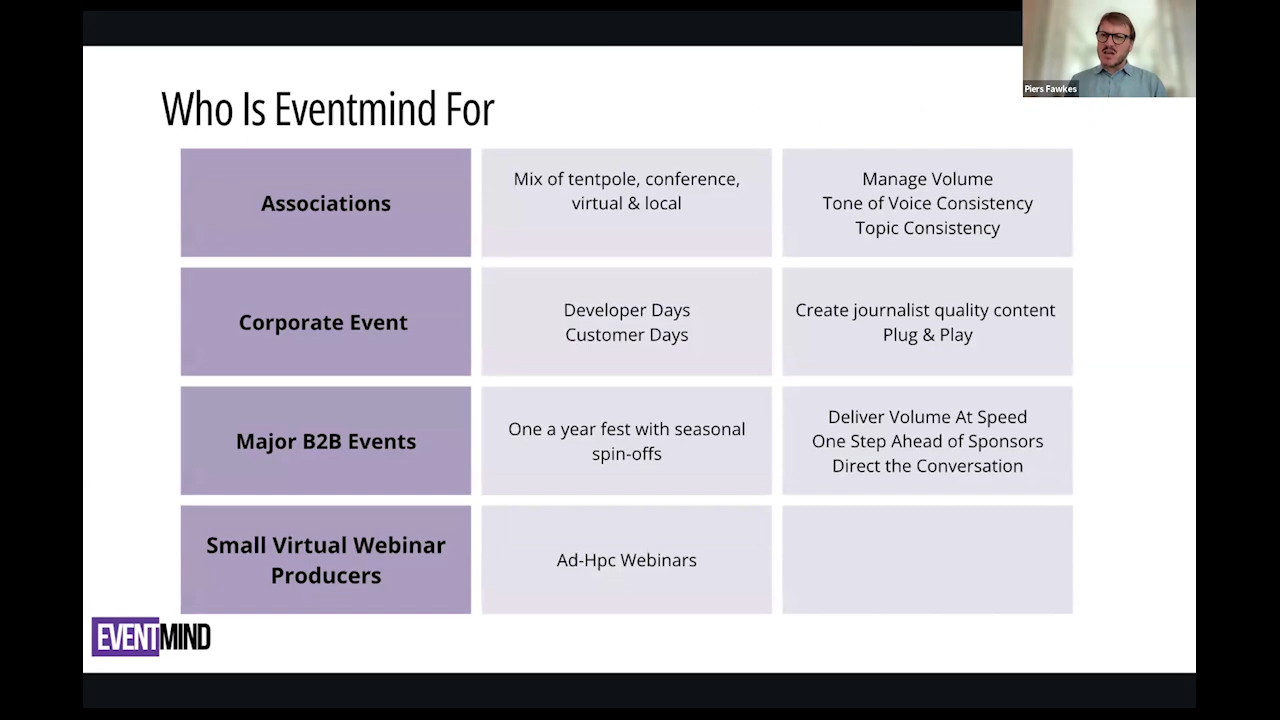 Piers Fawkes
Who Is Eventmind For
Associations
Mix of tentpole, conference,
virtual & local
Manage Volume
Tone of Voice Consistency
Topic Consistency
Corporate Event
Developer Days
Customer Days
Create journalist quality content
Plug & Play
Major B2B Events
One a year fest with seasonal
spin-offs
Deliver Volume At Speed
One Step Ahead of Sponsors
Direct the Conversation
Small Virtual Webinar
Producers
Ad-Hpc Webinars
EVENTMIND